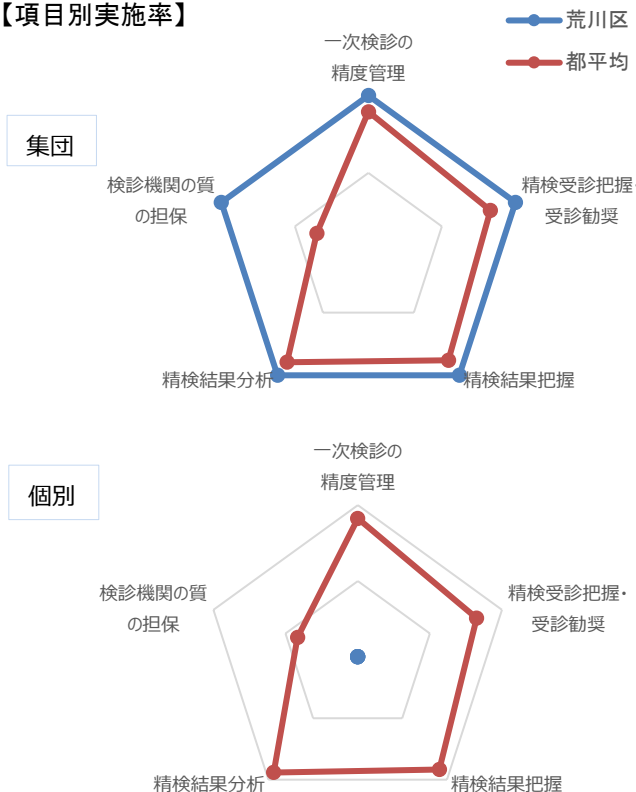 【項目別実施率】
荒川区
都平均
集団
一次検診の
精度管理
精検受診把握・
受診勧奨
精検結果把握
精検結果分析
検診機関の質
の担保
個別
一次検診の
精度管理
精検受診把握・
受診勧奨
精検結果把握
精検結果分析
検診機関の質
の担保